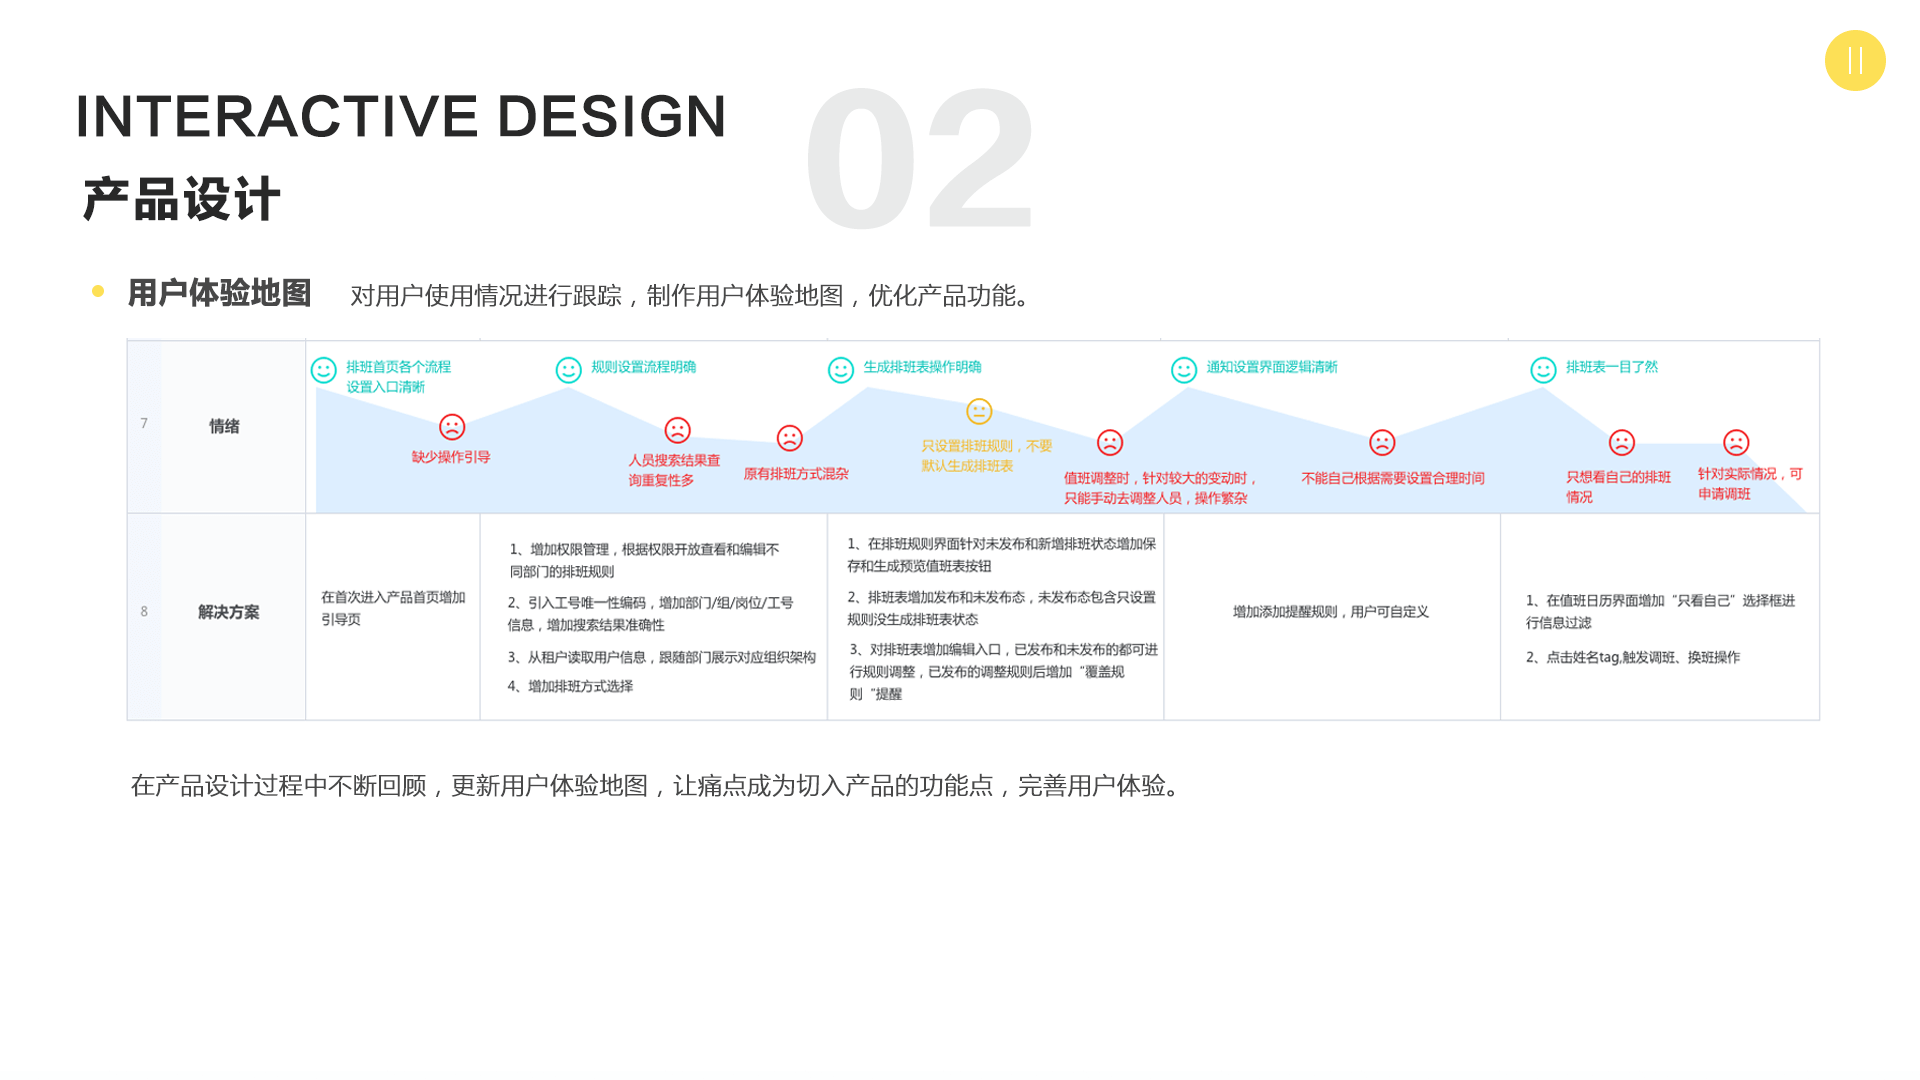 INTERACTIVE DESIGN
02
产品设计
用户体验地图
对用户使用情况进行跟踪，制作用户体验地图，优化产品功能。
7
情绪
排班首页各个流程
设置入口清晰
缺少操作引导
规则设置流程明确
人员搜索结果查
询重复性多
原有排班方式混杂
生成排班表操作明确
只设置排班规则，不要
默认生成排班表
值班调整时，针对较大的变动时，
只能手动去调整人员，操作繁杂
通知设置界面逻辑清晰
不能自己根据需要设置合理时间
排班表一目了然
只想看自己的排班
情况
针对实际情况，可
申请调班
8
解决方案
在首次进入产品首页增加
引导页
1、增加权限管理，根据权限开放查看和编辑不
同部门的排班规则
2、引入工号唯一性编码，增加部门/组/岗位/工号
信息，增加搜索结果准确性
3、从租户读取用户信息，跟随部门展示对应组织架构
4、增加排班方式选择
1、在排班规则界面针对未发布和新增排班状态增加保
存和生成预览值班表按钮
2、排班表增加发布和未发布态，未发布态包含只设置
规则没生成排班表状态
3、对排班表增加编辑入口，已发布和未发布的都可进
行规则调整，已发布的调整规则后增加“覆盖规
则“提醒
增加添加提醒规则，用户可自定义
1、在值班日历界面增加“只看自己”选择框进
行信息过滤
2、点击姓名tag,触发调班、换班操作
在产品设计过程中不断回顾，更新用户体验地图，让痛点成为切入产品的功能点，完善用户体验。